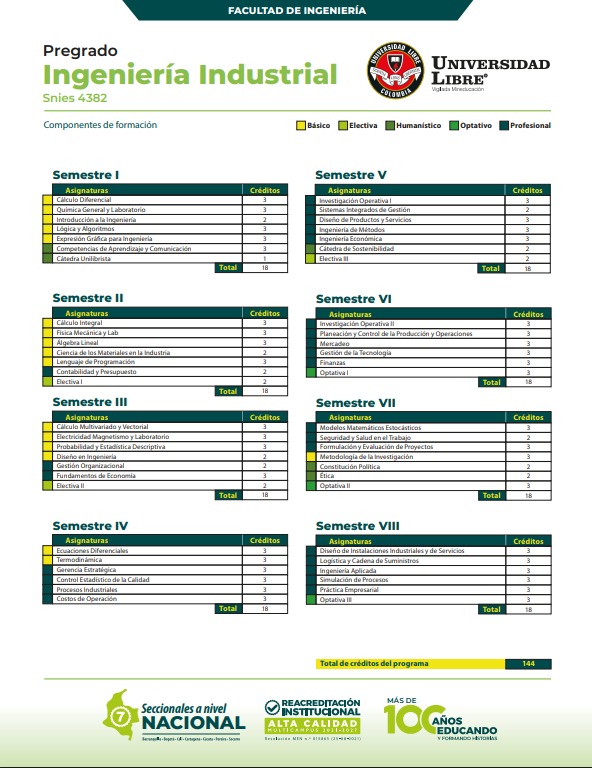 FACULTAD DE INGENIERÍA
Pregrado
Ingeniería Industrial
Snies 4382
UNIVERSIDAD LIBRE
COLOMBIA
UNIVERSIDAD
LIBRE®
Vigilada Mineducación
Componentes de formación
Básico
Electiva
Humanístico
Optativo
Profesional
Semestre I
Asignaturas Créditos
Cálculo Diferencial 3
Química General y Laboratorio 3
Introducción a la Ingeniería 2
Lógica y Algoritmos 3
Expresión Gráfica para Ingeniería 3
Competencias de Aprendizaje y Comunicación 3
Cátedra Unilibrista 1
Total 18
Semestre II
Asignaturas Créditos
Cálculo Integral 3
Física Mecánica y Lab 3
Álgebra Lineal 3
Ciencia de los Materiales en la Industria 2
Lenguaje de Programación 3
Contabilidad y Presupuesto 2
Electiva I 2
Total 18
Semestre III
Asignaturas Créditos
Cálculo Multivariado y Vectorial 3
Electricidad Magnetismo y Laboratorio 3
Probabilidad y Estadística Descriptiva 3
Diseño en Ingeniería 2
Gestión Organizacional 2
Fundamentos de Economía 3
Electiva II 2
Total 18
Semestre IV
Asignaturas Créditos
Ecuaciones Diferenciales 3
Termodinámica 3
Gerencia Estratégica 3
Control Estadístico de la Calidad 3
Procesos Industriales 3
Costos de Operación 3
Total 18
Semestre V
Asignaturas Créditos
Investigación Operativa I 3
Sistemas Integrados de Gestión 2
Diseño de Productos y Servicios 3
Ingeniería de Métodos 3
Ingeniería Económica 3
Cátedra de Sostenibilidad 2
Electiva III 2
Total 18
Semestre VI
Asignaturas Créditos
Investigación Operativa II 3
Planeación y Control de la Producción y Operaciones 3
Mercadeo 3
Gestión de la Tecnología 3
Finanzas 3
Optativa I 3
Total 18
Semestre VII
Asignaturas Créditos
Modelos Matemáticos Estocásticos 3
Seguridad y Salud en el Trabajo 2
Formulación y Evaluación de Proyectos 3
Metodología de la Investigación 3
Constitución Política 2
Ética 2
Optativa II 3
Total 18
Semestre VIII
Asignaturas Créditos
Diseño de Instalaciones Industriales y de Servicios 3
Logística y Cadena de Suministros 3
Ingeniería Aplicada 3
Simulación de Procesos 3
Práctica Empresarial 3
Optativa III 3
Total 18
Total de créditos del programa 144
7
Seccionales a nivel
NACIONAL
Barranquilla • Bogotá • Cali • Cartagena • Cúcuta • Pereira • Socorro
REACREDITACIÓN
INSTITUCIONAL
ALTA CALIDAD
MULTICAMPUS
MÁS DE
100 AÑOS
EDUCANDO
Y FORMANDO HISTORIAS